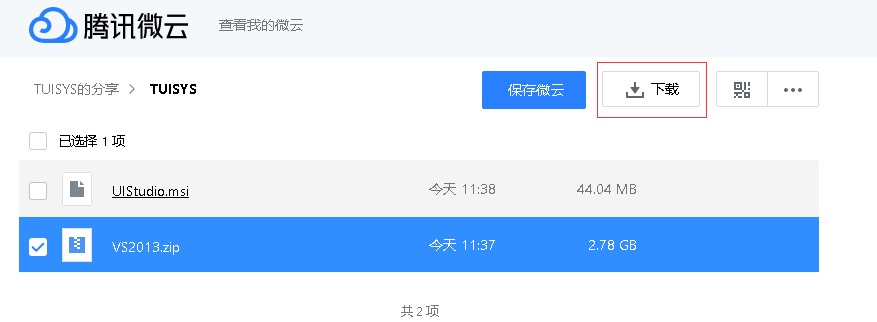 腾讯微云 查看我的微云
TUISYS的分享 > TUISYS 保存微云 下载
已选择 1 项
UIStudio.msi 今天 11:38 44.04 MB
VS2013.zip 今天 11:37 2.78 GB
共 2 项